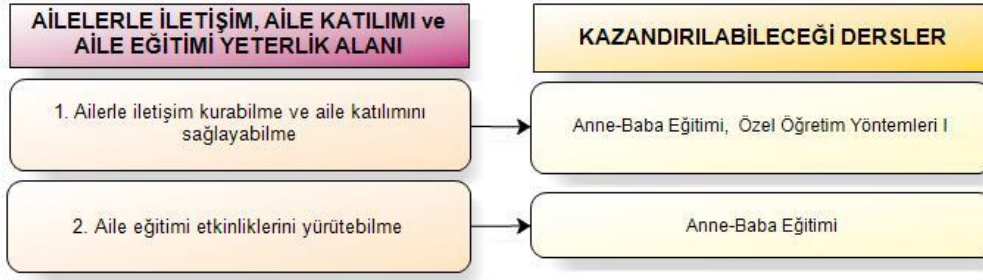 AİLELERLE İLETİŞİM, AİLE KATILIMI ve
AİLE EĞİTİMİ YETERLİK ALANI
KAZANDIRILABİLECEĞİ DERSLER
1. Ailerle iletişim kurabilme ve aile katılımını
sağlayabilme
Anne-Baba Eğitimi, Özel Öğretim Yöntemleri I
2. Aile eğitimi etkinliklerini yürütebilme
Anne-Baba Eğitimi